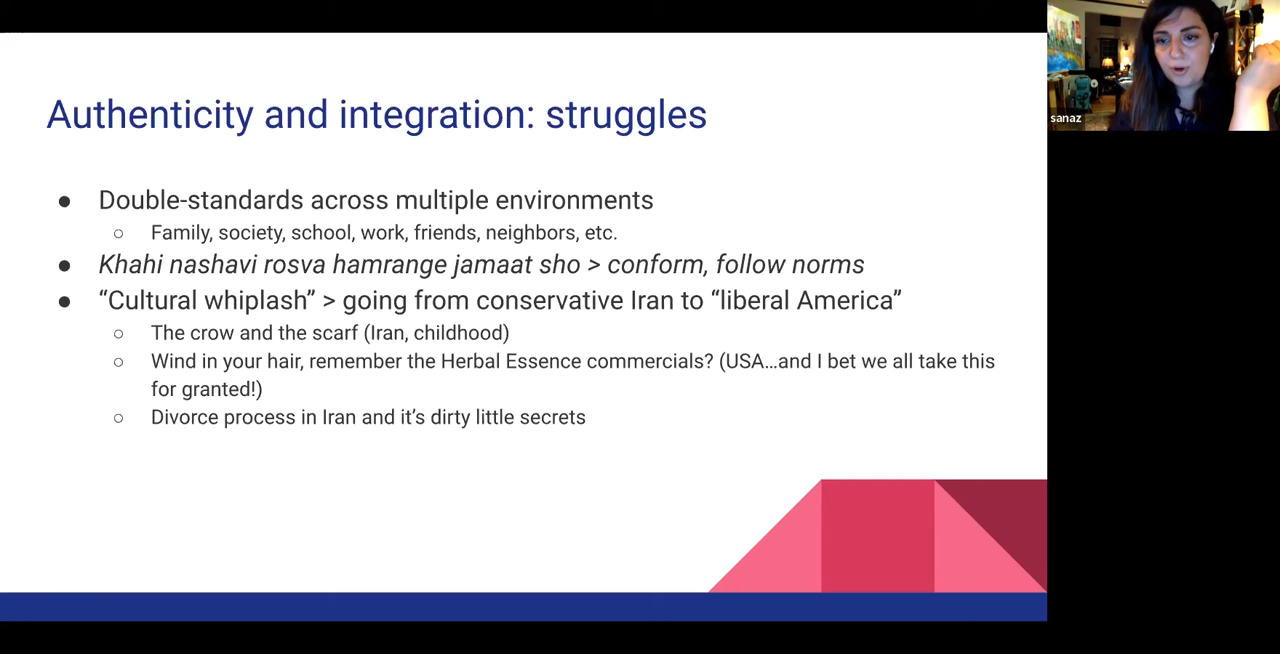 Authenticity and integration: struggles
● Double-standards across multiple environments
○ Family, society, school, work, friends, neighbors, etc.
● Khahi nashavi rosva hamrange jamaat sho > conform, follow norms
● “Cultural whiplash” > going from conservative Iran to “liberal America”
○ The crow and the scarf (Iran, childhood)
○ Wind in your hair, remember the Herbal Essence commercials? (USA…and I bet we all take this
for granted!)
○ Divorce process in Iran and it’s dirty little secrets
sanaz